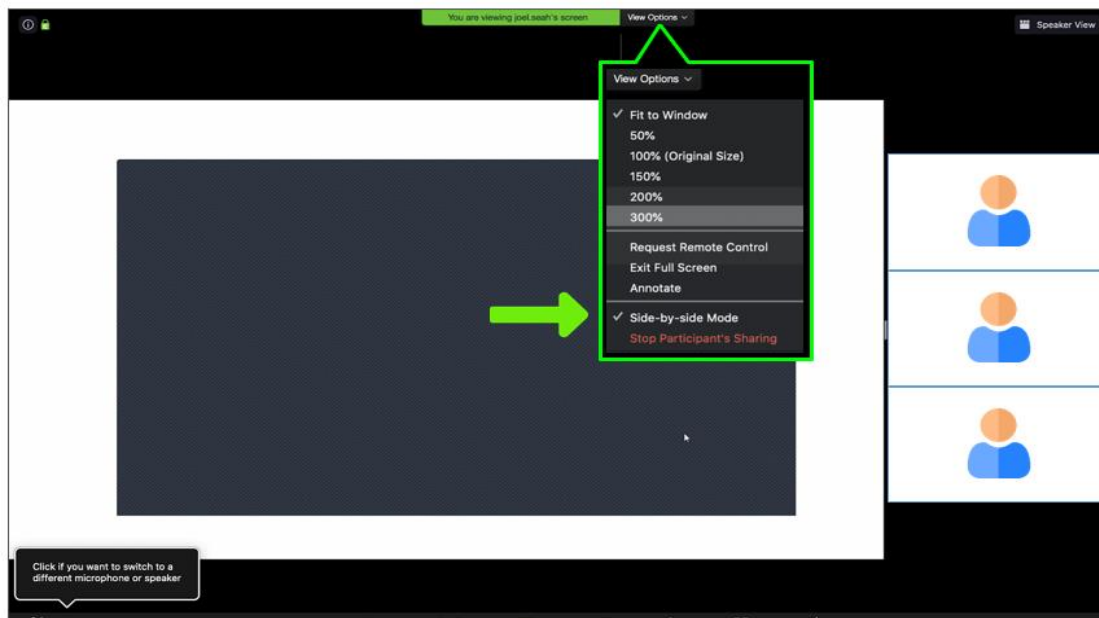 You are viewing joel.seah's screen
View Options
Speaker View
View Options
Fit to Window
50%
100% (Original Size)
150%
200%
300%
Request Remote Control
Exit Full Screen
Annotate
Side-by-side Mode
Stop Participant's Sharing
Click if you want to switch to a
different microphone or speaker